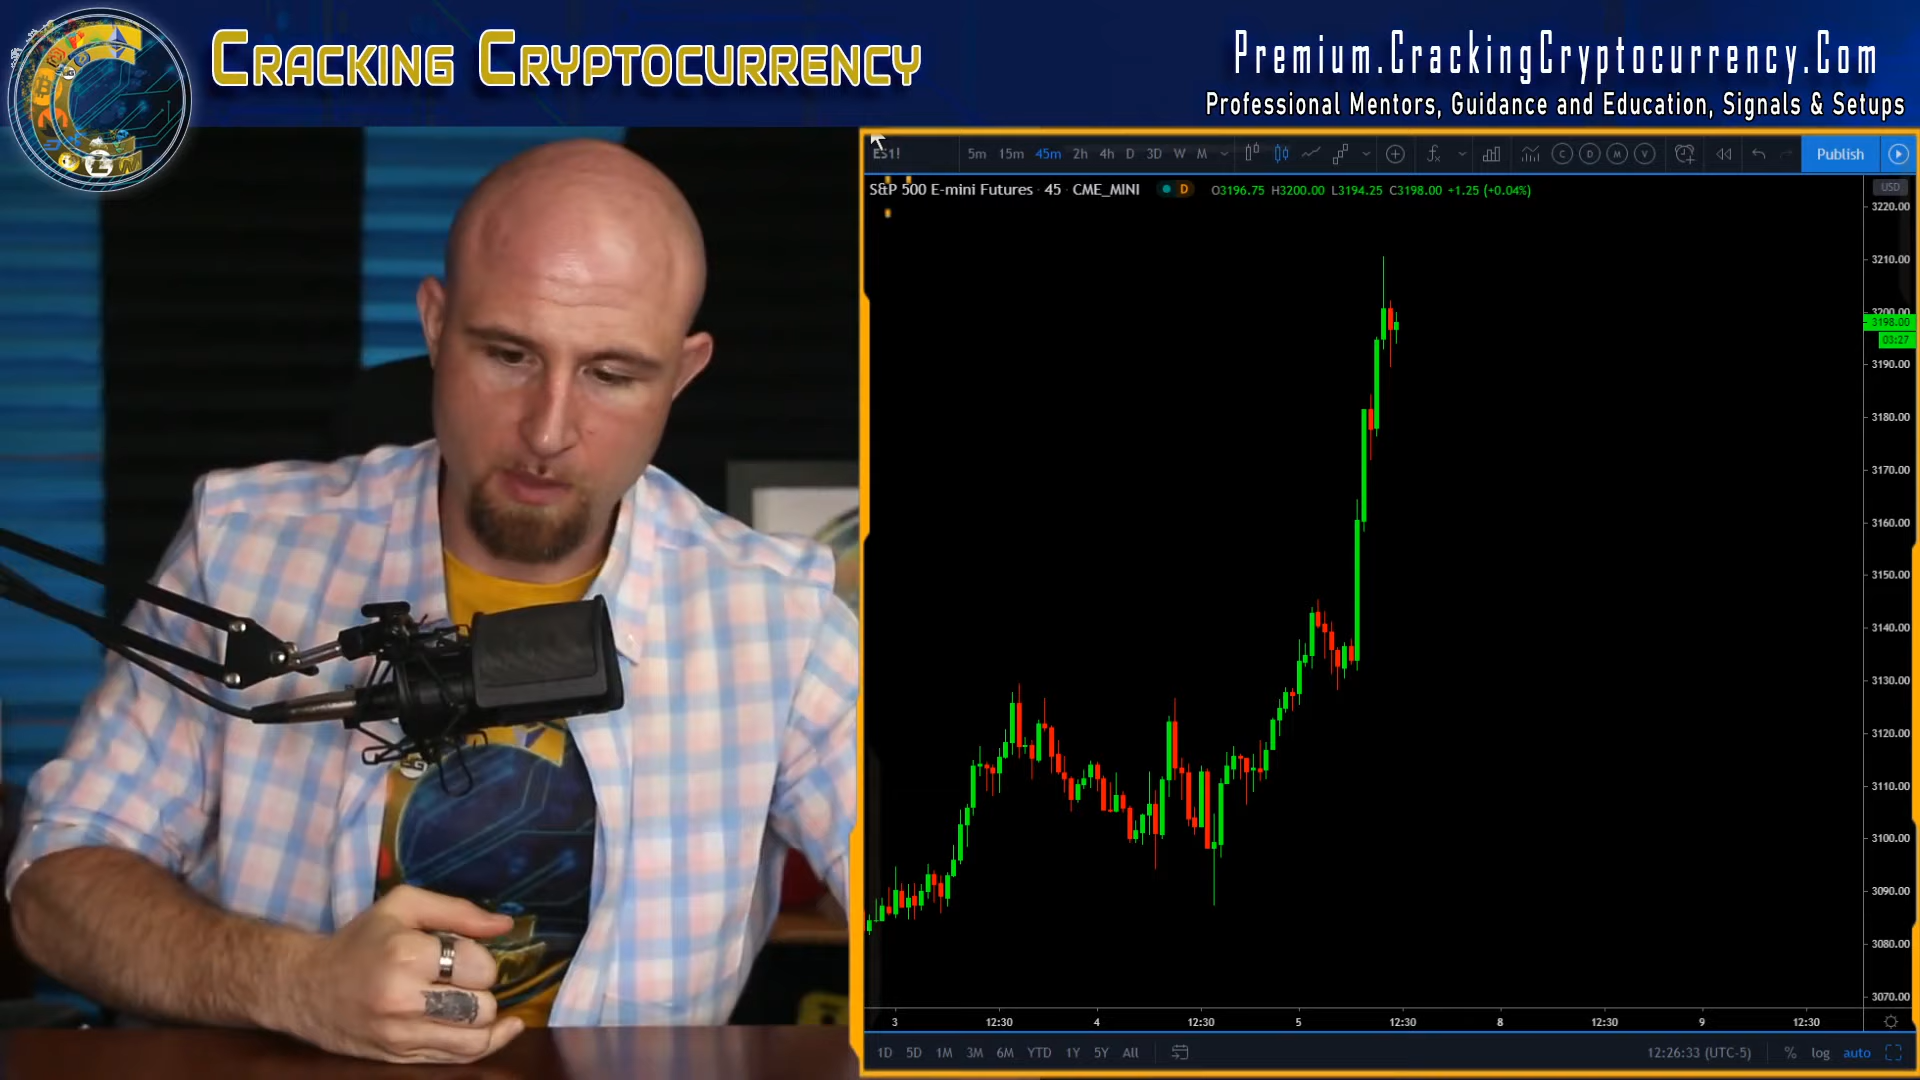 CRACKING CRYPTOCURRENCY
Premium.CrackingCryptocurrency.Com
Professional Mentors, Guidance and Education, Signals & Setups
ES1! 5m 15m 45m 2h 4h D 3D W M C D M V Publish
S&P 500 E-mini Futures · 45 · CME_MINI D O3196.75 H3200.00 L3194.25 C3198.00 +1.25 (+0.04%)
USD
3220.00
3210.00
3200.00
3198.00
03:27
3190.00
3180.00
3170.00
3160.00
3150.00
3140.00
3130.00
3120.00
3110.00
3100.00
3090.00
3080.00
3070.00
3 12:30 4 12:30 5 12:30 8 12:30 9 12:30
1D 5D 1M 3M 6M YTD 1Y 5Y All 12:26:33 (UTC-5) % log auto